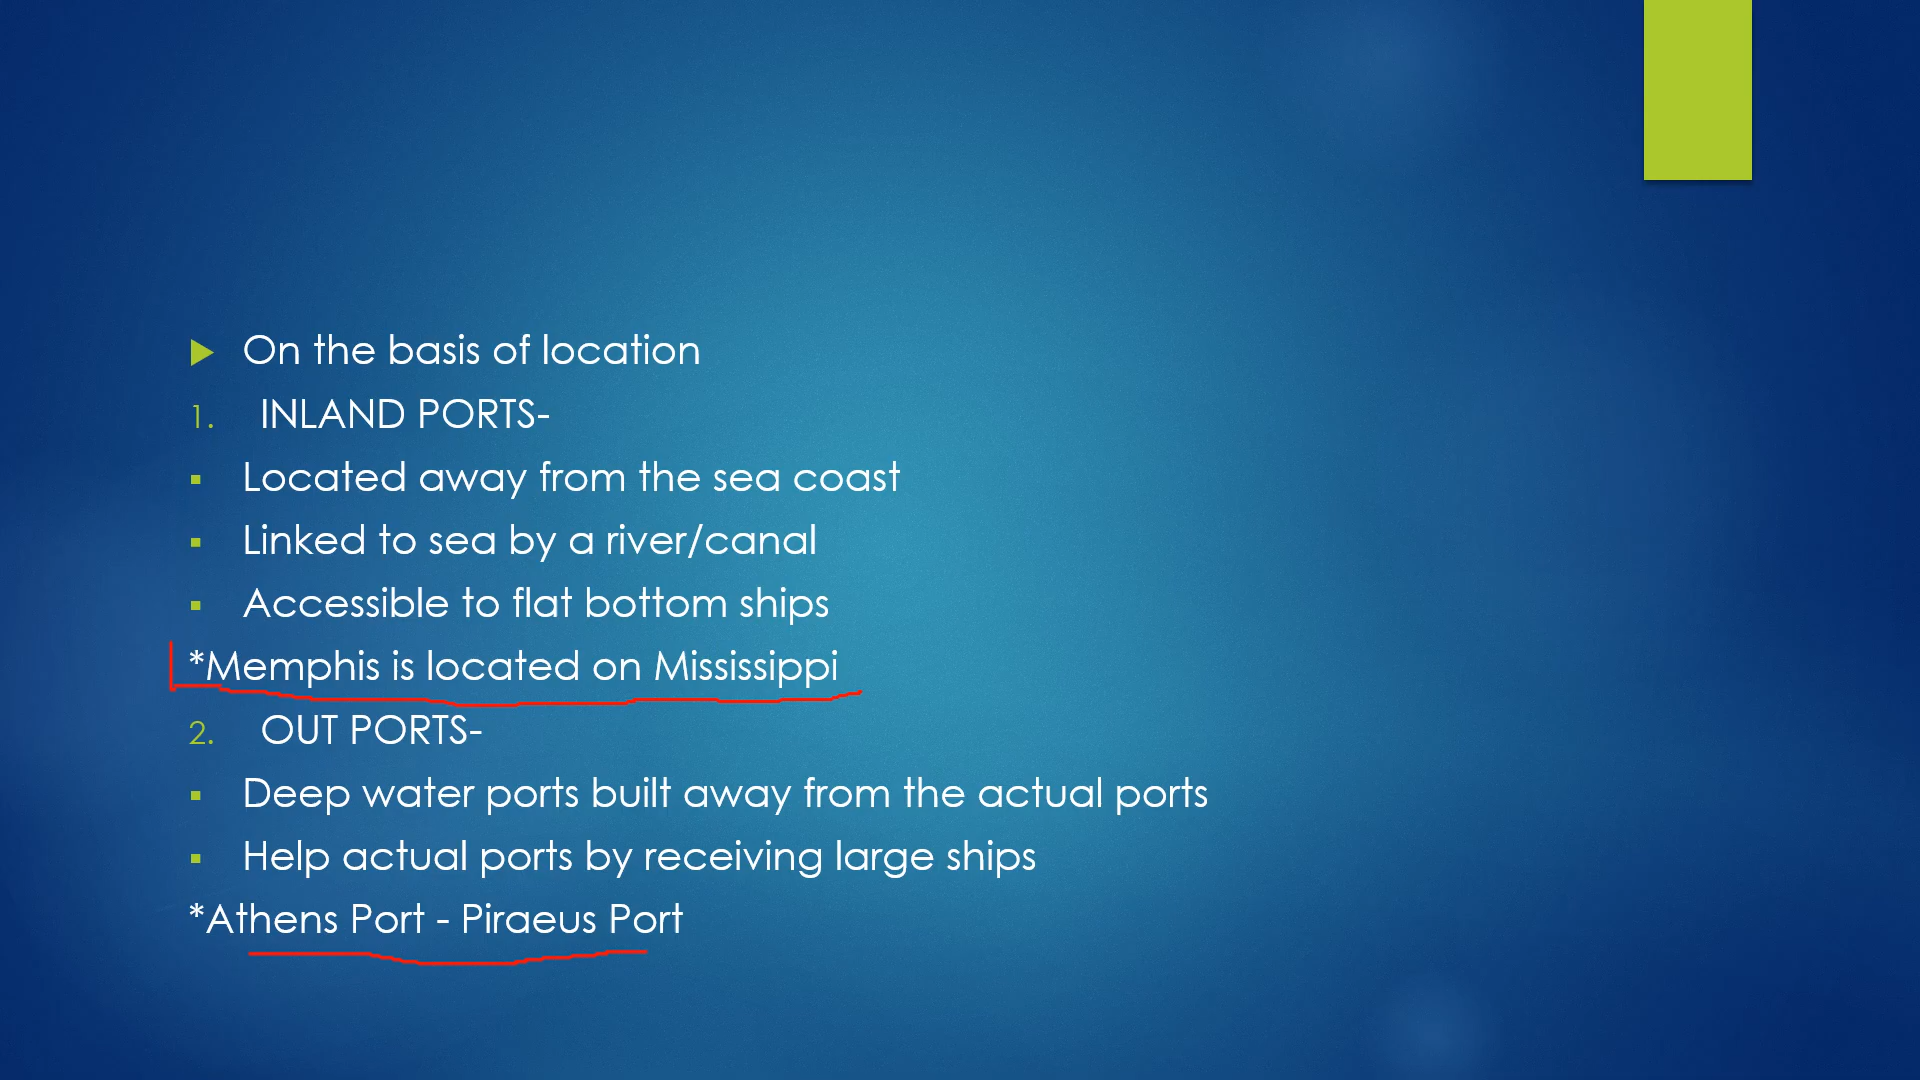 On the basis of location
1. INLAND PORTS-
Located away from the sea coast
Linked to sea by a river/canal
Accessible to flat bottom ships
*Memphis is located on Mississippi
2. OUT PORTS-
Deep water ports built away from the actual ports
Help actual ports by receiving large ships
*Athens Port - Piraeus Port